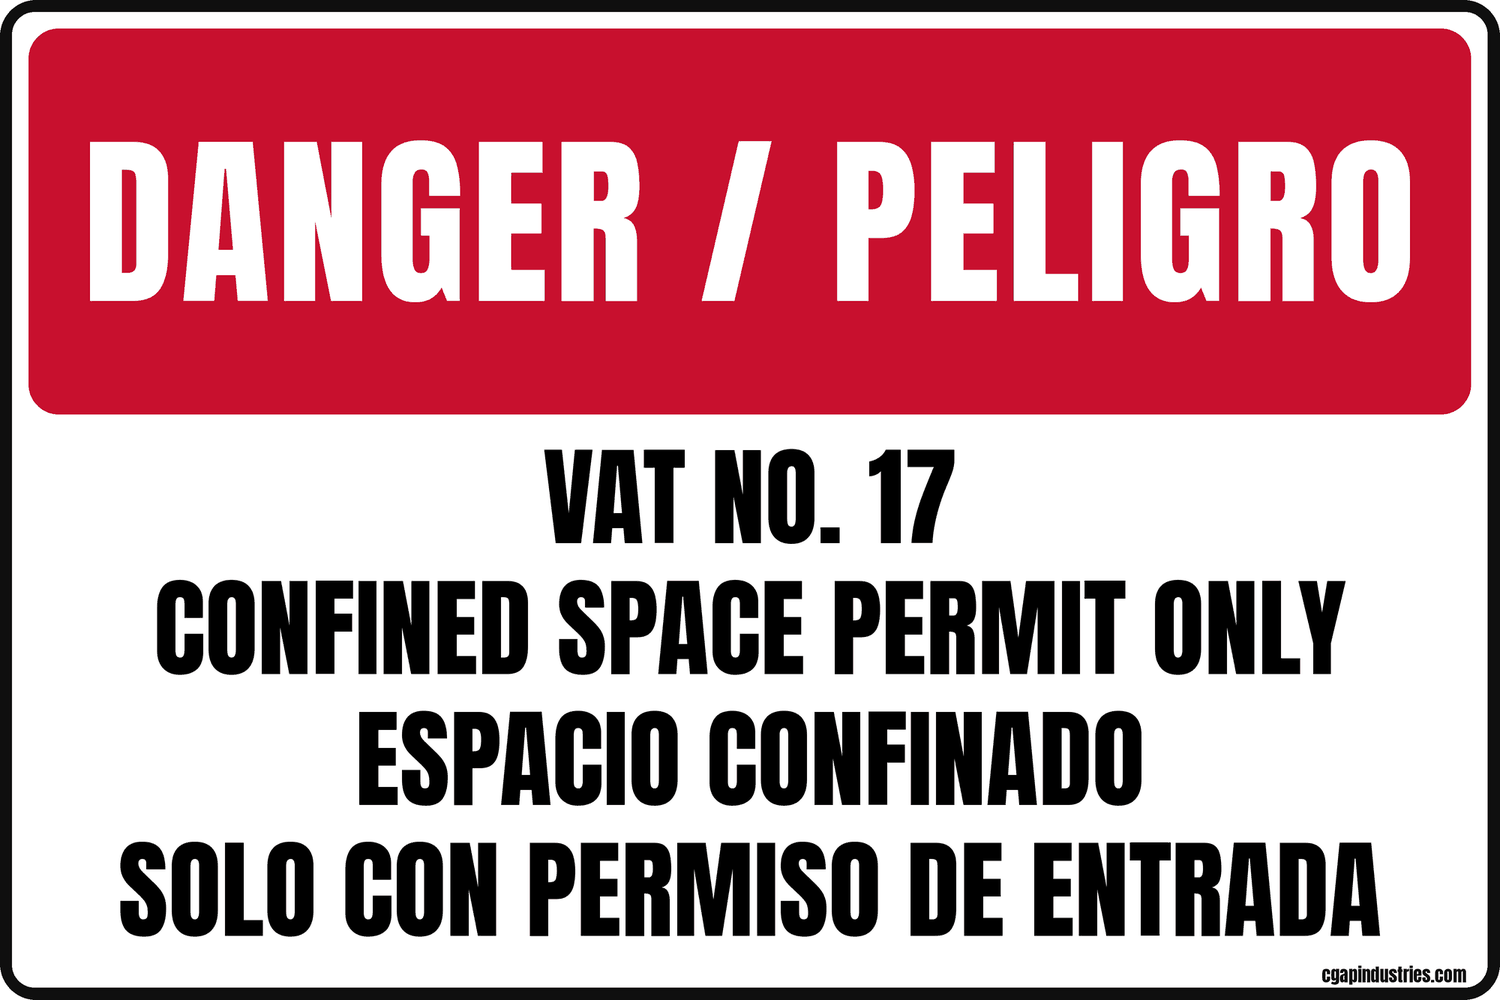 DANGER / PELIGRO
VAT NO. 17
CONFINED SPACE PERMIT ONLY
ESPACIO CONFINADO
SOLO CON PERMISO DE ENTRADA
cgapindustries.com